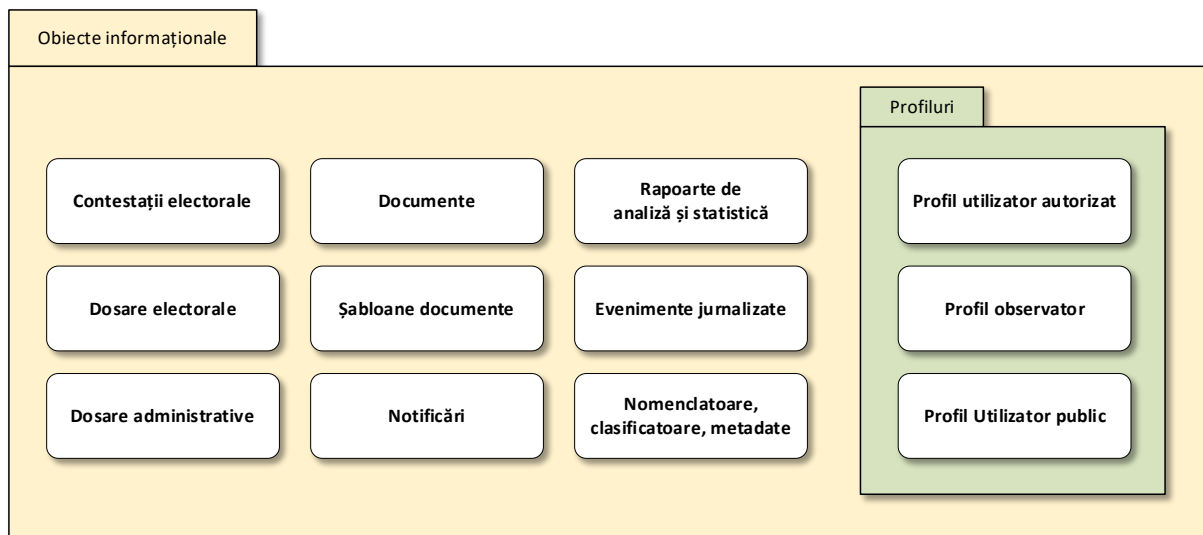 Obiecte informaționale
Profiluri
Contestații electorale
Documente
Rapoarte de
analiză și statistică
Profil utilizator autorizat
Dosare electorale
Șabloane documente
Evenimente jurnalizate
Profil observator
Dosare administrative
Notificări
Nomenclatoare,
clasificatoare, metadate
Profil Utilizator public